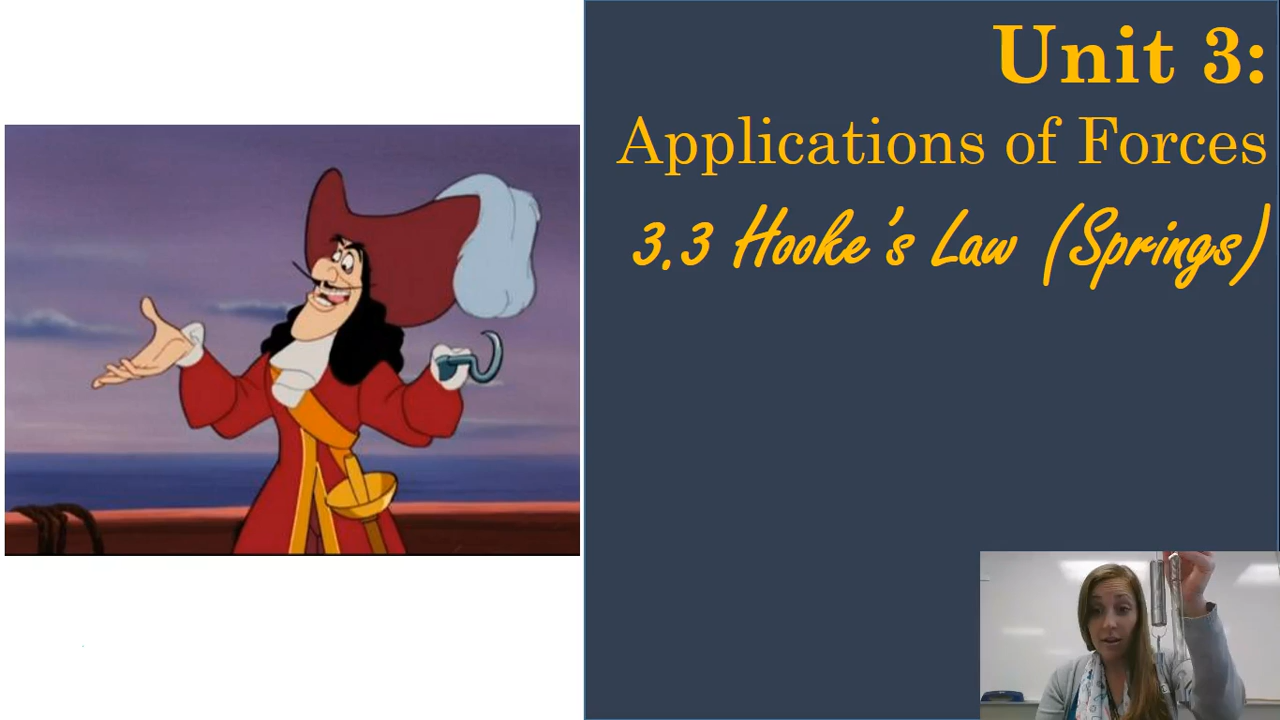 Unit 3:
Applications of Forces
3.3 Hooke's Law (Springs)